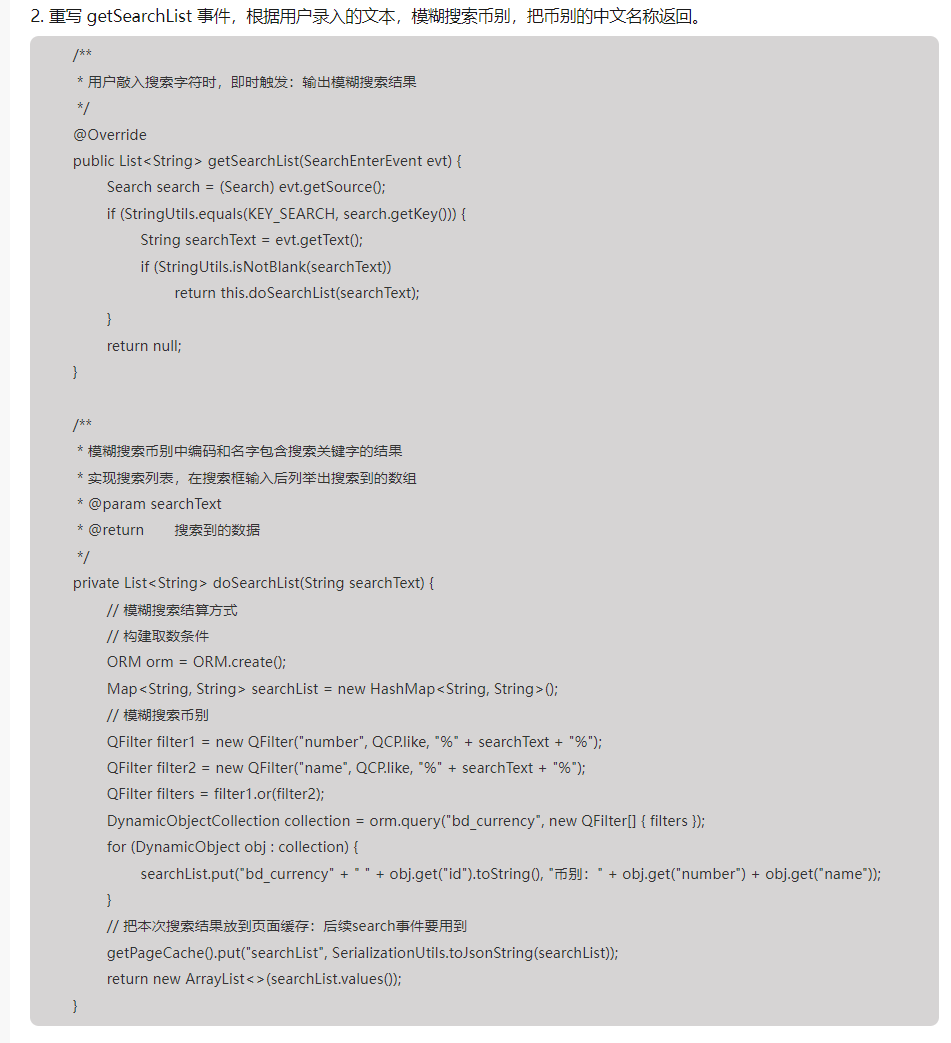 2. 重写 getSearchList 事件，根据用户录入的文本，模糊搜索币别，把币别的中文名称返回。
/**
* 用户敲入搜索字符时，即时触发：输出模糊搜索结果
*/
@Override
public List<String> getSearchList(SearchEnterEvent evt) {
Search search = (Search) evt.getSource();
if (StringUtils.equals(KEY_SEARCH, search.getKey())) {
String searchText = evt.getText();
if (StringUtils.isNotBlank(searchText))
return this.doSearchList(searchText);
}
return null;
}
/**
* 模糊搜索币别中编码和名字包含搜索关键字的结果
* 实现搜索列表，在搜索框输入后列举出搜索到的数组
* @param searchText
* @return 搜索到的数据
*/
private List<String> doSearchList(String searchText) {
// 模糊搜索结算方式
// 构建取数条件
ORM orm = ORM.create();
Map<String, String> searchList = new HashMap<String, String>();
// 模糊搜索币别
QFilter filter1 = new QFilter("number", QCP.like, "%" + searchText + "%");
QFilter filter2 = new QFilter("name", QCP.like, "%" + searchText + "%");
QFilter filters = filter1.or(filter2);
DynamicObjectCollection collection = orm.query("bd_currency", new QFilter[] { filters });
for (DynamicObject obj : collection) {
searchList.put("bd_currency" + " " + obj.get("id").toString(), "币别：" + obj.get("number") + obj.get("name"));
}
// 把本次搜索结果放到页面缓存：后续search事件要用到
getPageCache().put("searchList", SerializationUtils.toJsonString(searchList));
return new ArrayList<>(searchList.values());
}